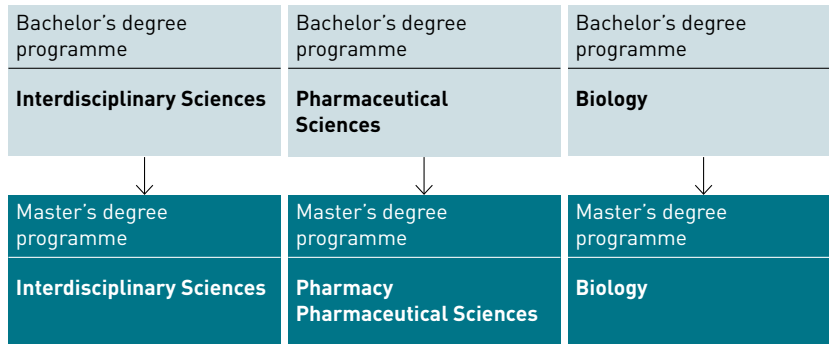 Bachelor’s degree
programme
Interdisciplinary Sciences
Bachelor’s degree
programme
Pharmaceutical
Sciences
Bachelor’s degree
programme
Biology
Master’s degree
programme
Interdisciplinary Sciences
Master’s degree
programme
Pharmacy
Pharmaceutical Sciences
Master’s degree
programme
Biology